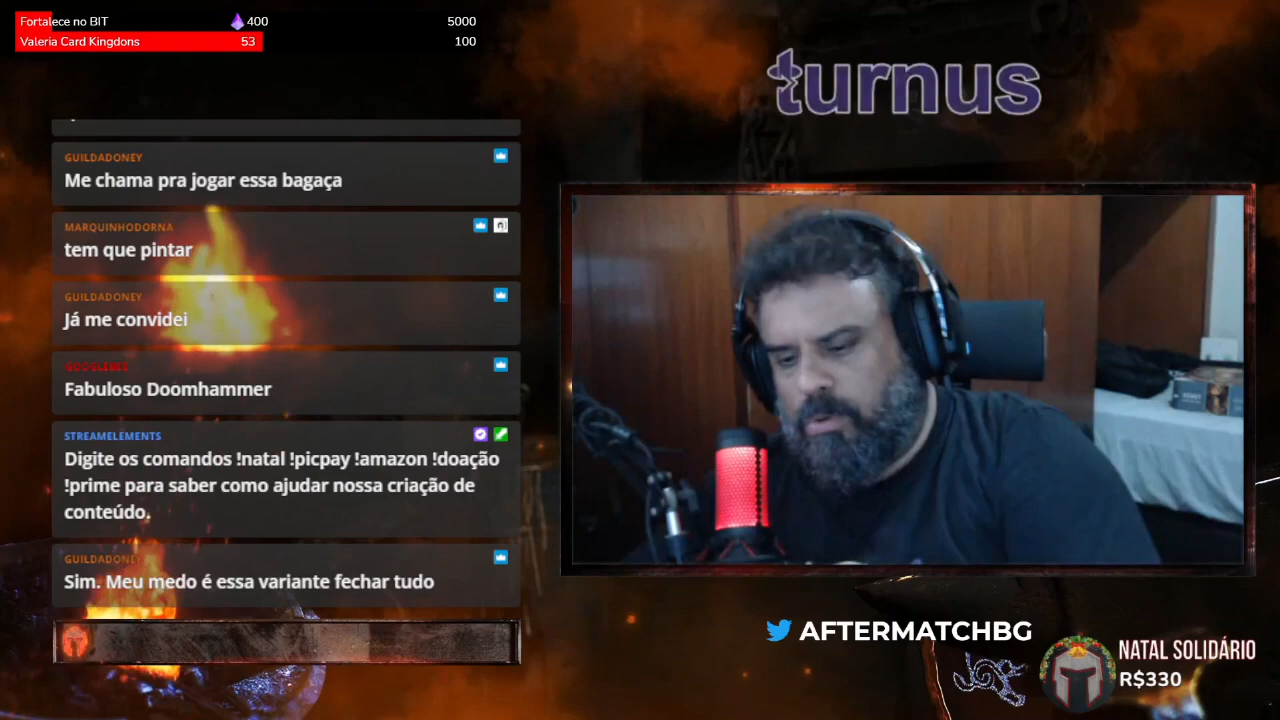 Fortalece no BIT 400 5000
Valeria Card Kingdons 53 100
turnus
GUILDADONEY
Me chama pra jogar essa bagaça
MARQUINHODORNA
tem que pintar
GUILDADONEY
Já me convidei
Fabuloso Doomhammer
STREAMELEMENTS
Digite os comandos !natal !picpay !amazon !doação
!prime para saber como ajudar nossa criação de
conteúdo.
GUILDADONEY
Sim. Meu medo é essa variante fechar tudo
AFTERMATCHBG
NATAL SOLIDÁRIO
R$330